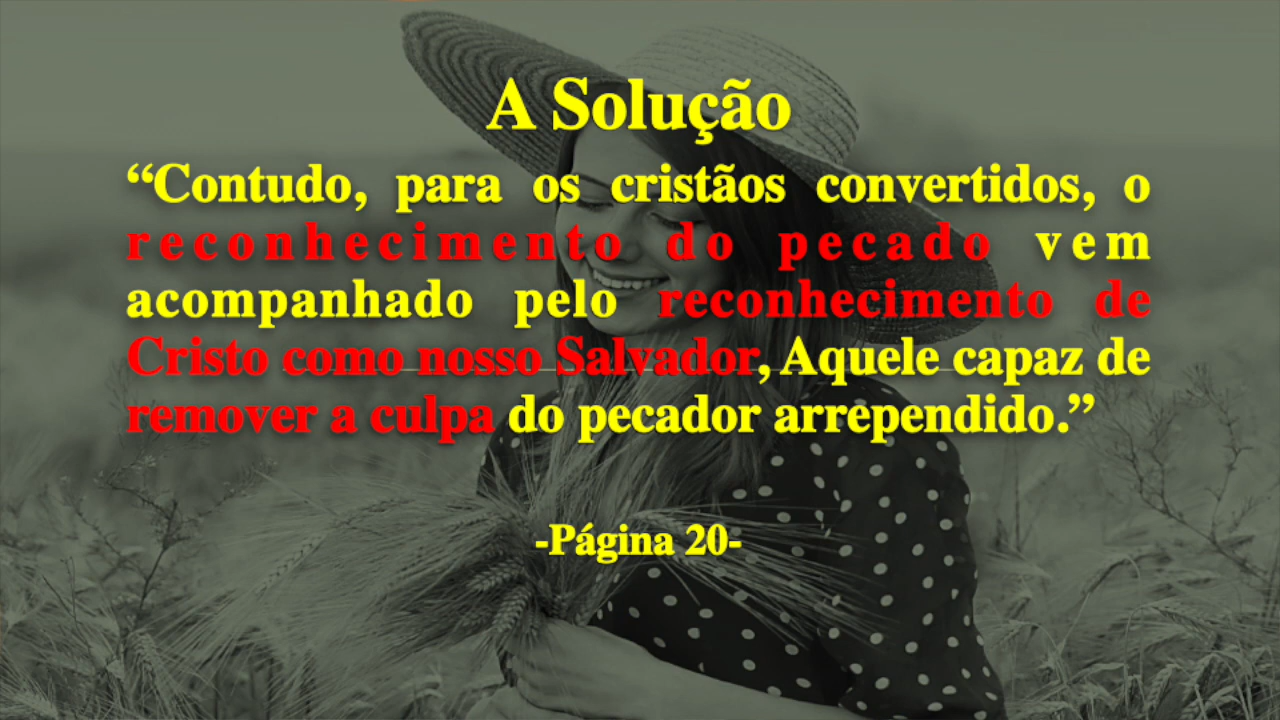 A Solução
“Contudo, para os cristãos convertidos, o
reconhecimento do pecado vem
acompanhado pelo reconhecimento de
Cristo como nosso Salvador, Aquele capaz de
remover a culpa do pecador arrependido.”
-Página 20-